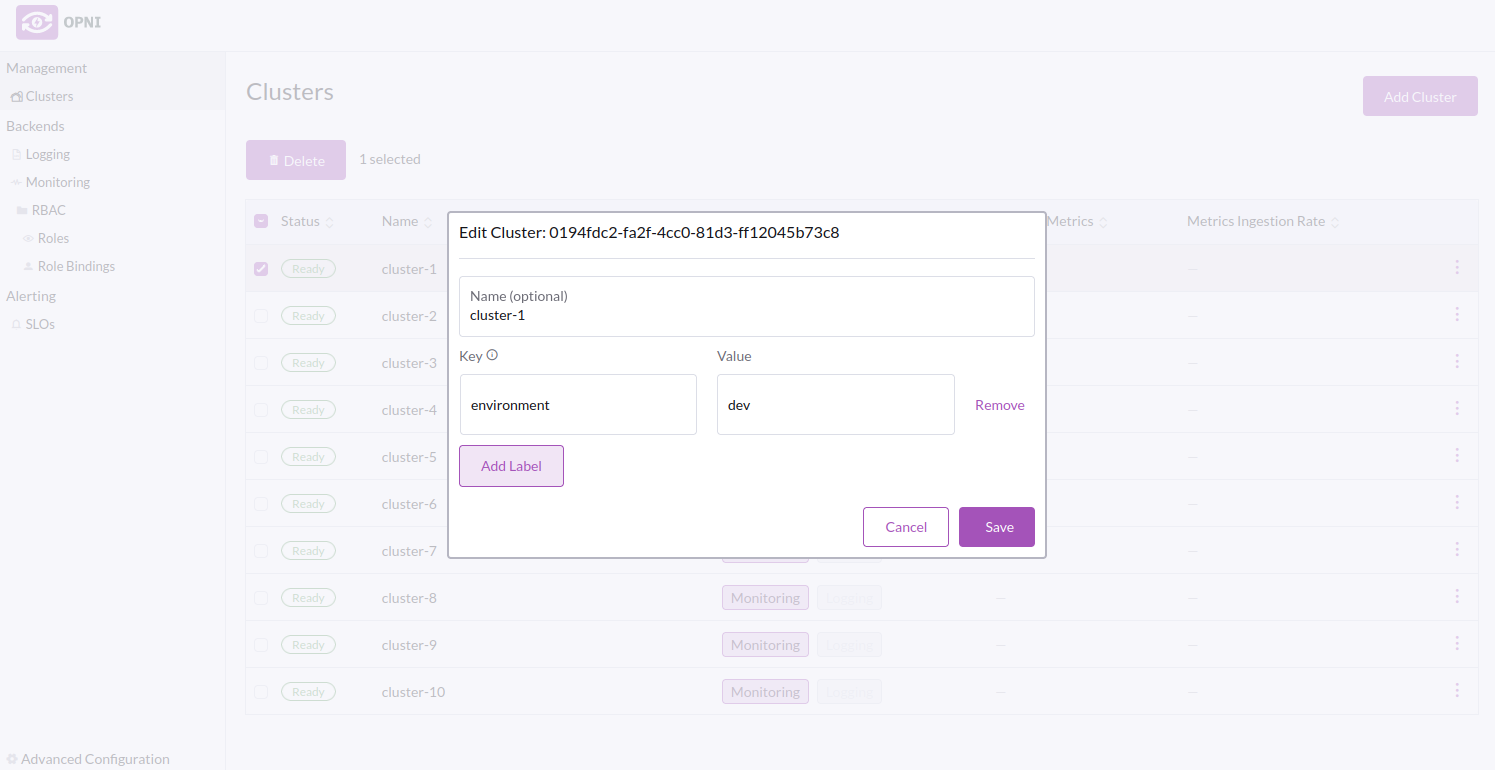 OPNI
Management
Clusters
Backends
Logging
Monitoring
RBAC
Roles
Role Bindings
Alerting
SLOs
Advanced Configuration
Clusters
Add Cluster
Delete
1 selected
Status Name Metrics Metrics Ingestion Rate
Ready cluster-1 —
Ready cluster-2 —
Ready cluster-3 —
Ready cluster-4 —
Ready cluster-5 —
Ready cluster-6 —
Ready cluster-7 —
Ready cluster-8 Monitoring Logging — —
Ready cluster-9 Monitoring Logging — —
Ready cluster-10 Monitoring Logging — —
Edit Cluster: 0194fdc2-fa2f-4cc0-81d3-ff12045b73c8
Name (optional)
cluster-1
Key Value
environment dev Remove
Add Label
Cancel Save